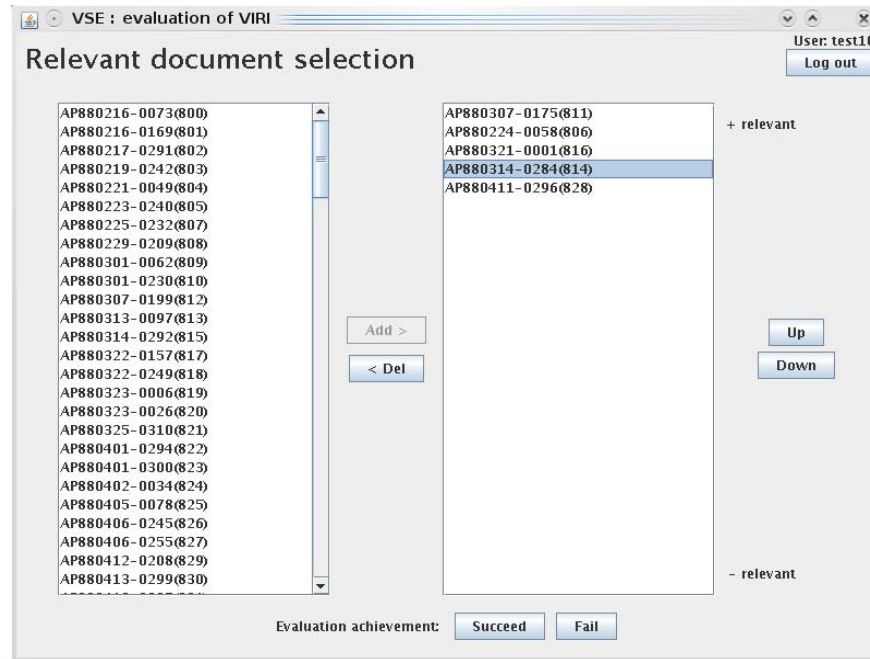 VSE : evaluation of VIRI
User: test10
Relevant document selection
Log out
AP880216-0073(800)
AP880216-0169(801)
AP880217-0291(802)
AP880219-0242(803)
AP880221-0049(804)
AP880223-0240(805)
AP880225-0232(807)
AP880229-0209(808)
AP880301-0062(809)
AP880301-0230(810)
AP880307-0199(812)
AP880313-0097(813)
AP880314-0292(815)
AP880322-0157(817)
AP880322-0249(818)
AP880323-0006(819)
AP880323-0026(820)
AP880325-0310(821)
AP880401-0294(822)
AP880401-0300(823)
AP880402-0034(824)
AP880405-0078(825)
AP880406-0245(826)
AP880406-0255(827)
AP880412-0208(829)
AP880413-0299(830)
Add >
< Del
AP880307-0175(811)
AP880224-0058(806)
AP880321-0001(816)
AP880314-0284(814)
AP880411-0296(828)
+ relevant
Up
Down
- relevant
Evaluation achievement: Succeed Fail